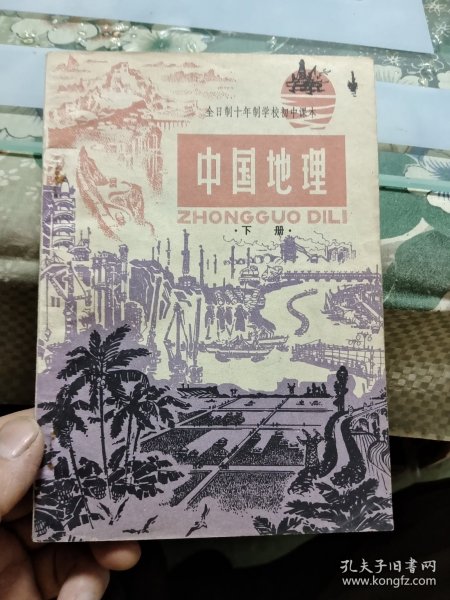 全日制十年制学校初中课本
中国地理
ZHONGGUO DILI
·下册·
孔夫子旧书网
www.kongfz.com